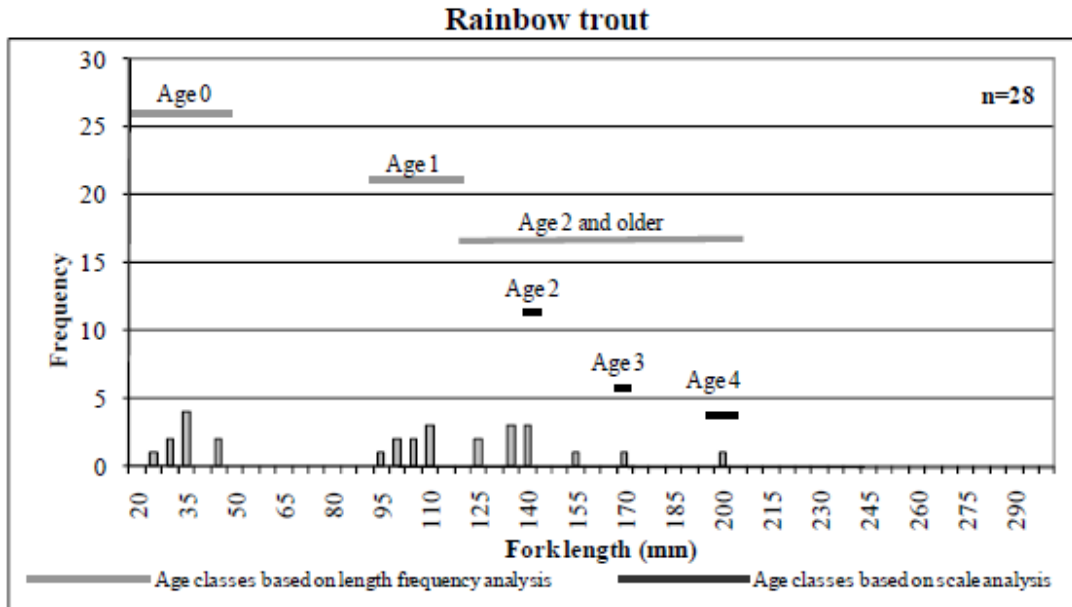 Rainbow trout
30
25
20
15
10
5
0
Frequency
n=28
Age 0
Age 1
Age 2 and older
Age 2
Age 3
Age 4
20 35 50 65 80 95 110 125 140 155 170 185 200 215 230 245 260 275 290
Fork length (mm)
Age classes based on length frequency analysis
Age classes based on scale analysis